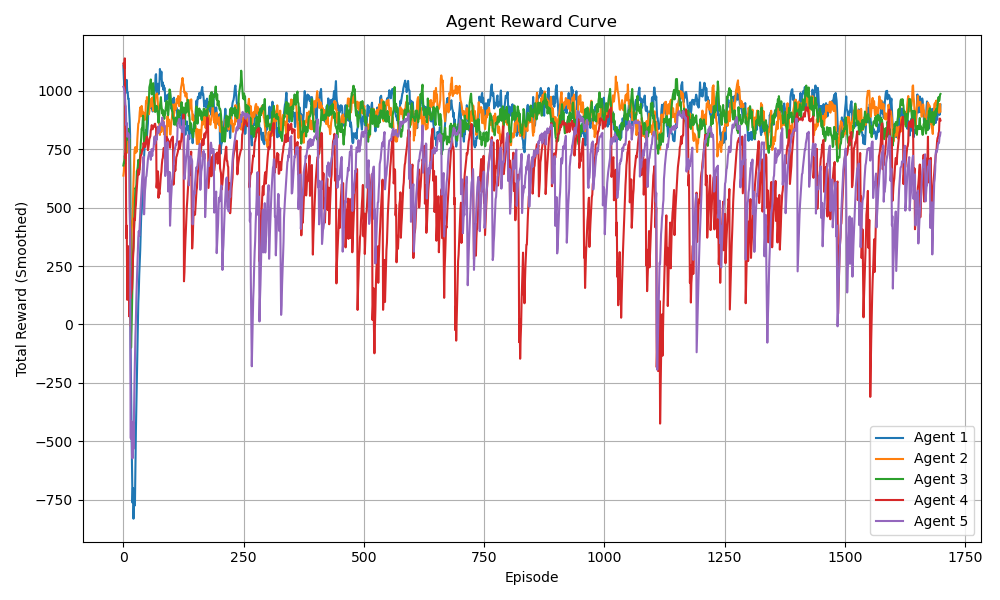 Agent Reward Curve
Total Reward (Smoothed)
1000
750
500
250
0
−250
−500
−750
0 250 500 750 1000 1250 1500 1750
Episode
Agent 1
Agent 2
Agent 3
Agent 4
Agent 5